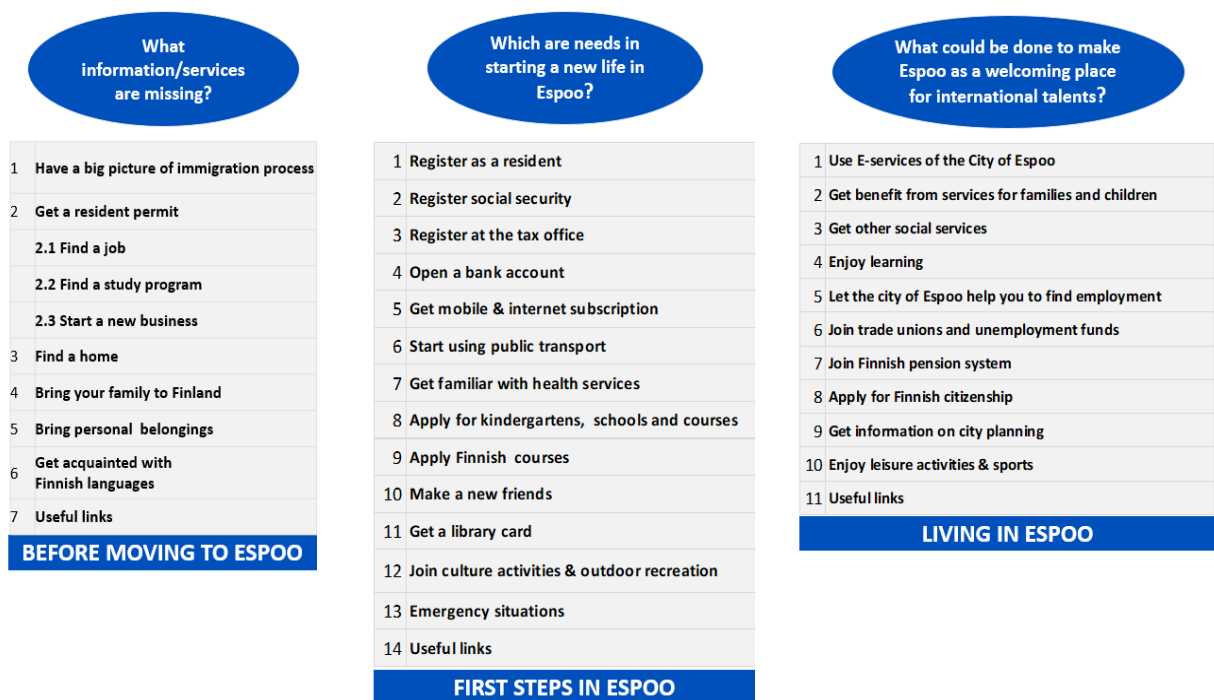 What
information/services
are missing?
1 Have a big picture of immigration process
2 Get a resident permit
2.1 Find a job
2.2 Find a study program
2.3 Start a new business
3 Find a home
4 Bring your family to Finland
5 Bring personal belongings
6 Get acquainted with
Finnish languages
7 Useful links
BEFORE MOVING TO ESPOO
Which are needs in
starting a new life in
Espoo?
1 Register as a resident
2 Register social security
3 Register at the tax office
4 Open a bank account
5 Get mobile & internet subscription
6 Start using public transport
7 Get familiar with health services
8 Apply for kindergartens, schools and courses
9 Apply Finnish courses
10 Make a new friends
11 Get a library card
12 Join culture activities & outdoor recreation
13 Emergency situations
14 Useful links
FIRST STEPS IN ESPOO
What could be done to make
Espoo as a welcoming place
for international talents?
1 Use E-services of the City of Espoo
2 Get benefit from services for families and children
3 Get other social services
4 Enjoy learning
5 Let the city of Espoo help you to find employment
6 Join trade unions and unemployment funds
7 Join Finnish pension system
8 Apply for Finnish citizenship
9 Get information on city planning
10 Enjoy leisure activities & sports
11 Useful links
LIVING IN ESPOO